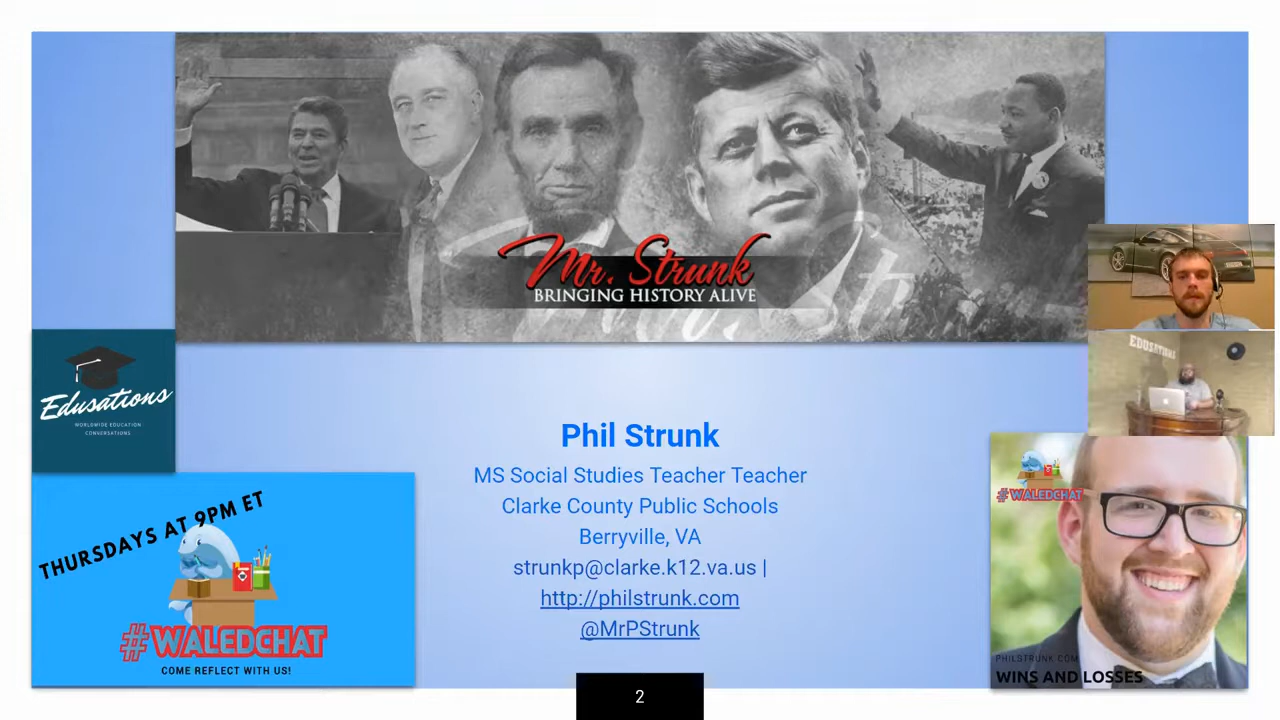 Mr. Strunk
BRINGING HISTORY ALIVE
EDUSATIONS
Edusations
WORLDWIDE EDUCATION
CONVERSATIONS
Phil Strunk
MS Social Studies Teacher Teacher
Clarke County Public Schools
Berryville, VA
strunkp@clarke.k12.va.us |
http://philstrunk.com
@MrPStrunk
THURSDAYS AT 9PM ET
#WALEDCHAT
COME REFLECT WITH US!
#WALEDCHAT
PHILSTRUNK.COM
WINS AND LOSSES
2